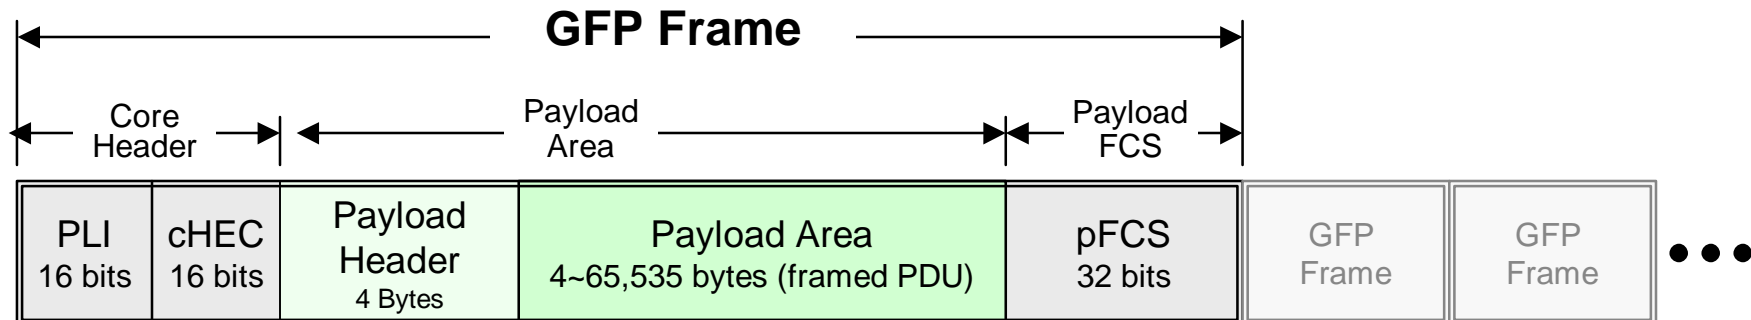 GFP Frame
Core
Header
Payload
Area
Payload
FCS
PLI
16 bits
cHEC
16 bits
Payload
Header
4 Bytes
Payload Area
4~65,535 bytes (framed PDU)
pFCS
32 bits
GFP
Frame
GFP
Frame